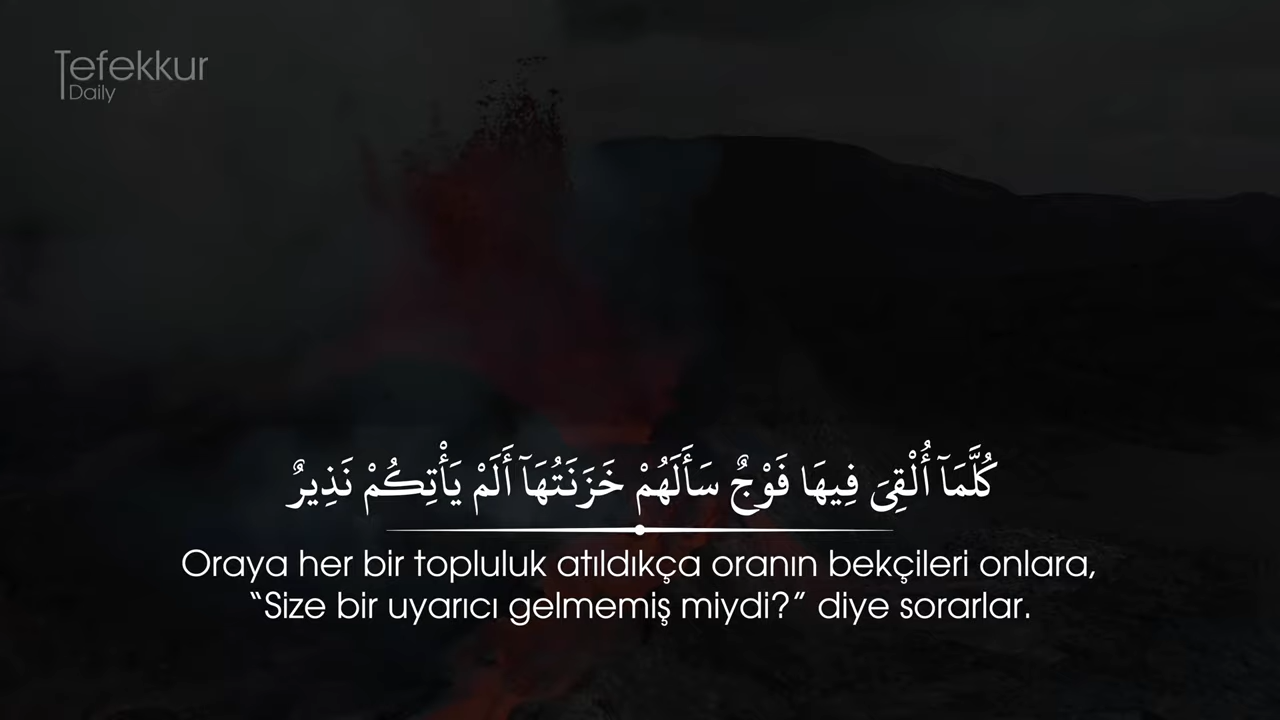 Tefekkur
Daily
كُلَّمَآ أُلْقِىَ فِيهَا فَوْجٌ سَأَلَهُمْ خَزَنَتُهَآ أَلَمْ يَأْتِكُمْ نَذِيرٌ
Oraya her bir topluluk atıldıkça oranın bekçileri onlara,
“Size bir uyarıcı gelmemiş miydi?” diye sorarlar.